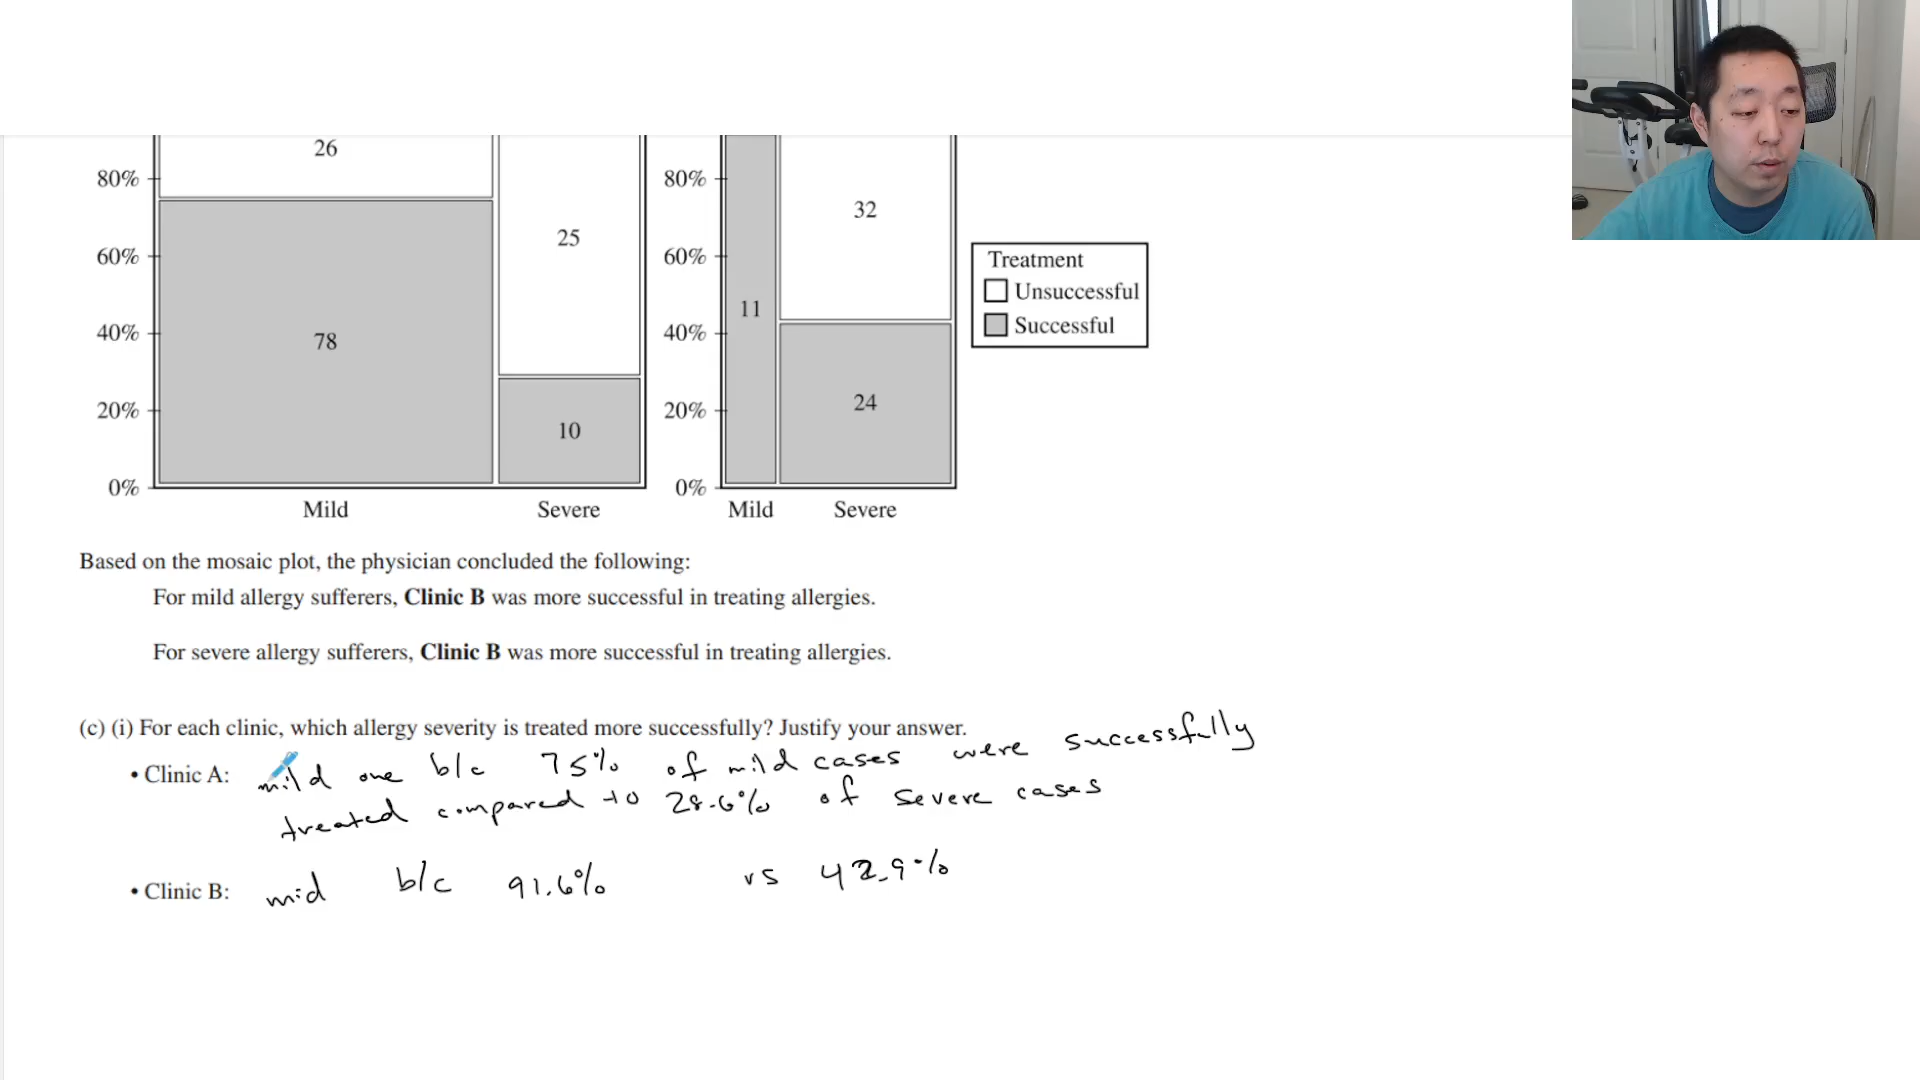 26
80%
80%
32
25
60%
60%
Treatment
Unsuccessful
11
Successful
40%
78
40%
24
20%
20%
10
0%
0%
Mild
Severe
Mild
Severe
Based on the mosaic plot, the physician concluded the following:
For mild allergy sufferers, Clinic B was more successful in treating allergies.
For severe allergy sufferers, Clinic B was more successful in treating allergies.
(c) (i) For each clinic, which allergy severity is treated more successfully? Justify your answer.
• Clinic A: mild one b/c 75% of mild cases were successfully
treated compared to 28.6% of severe cases
• Clinic B: mid b/c 91.6% vs 42.9%